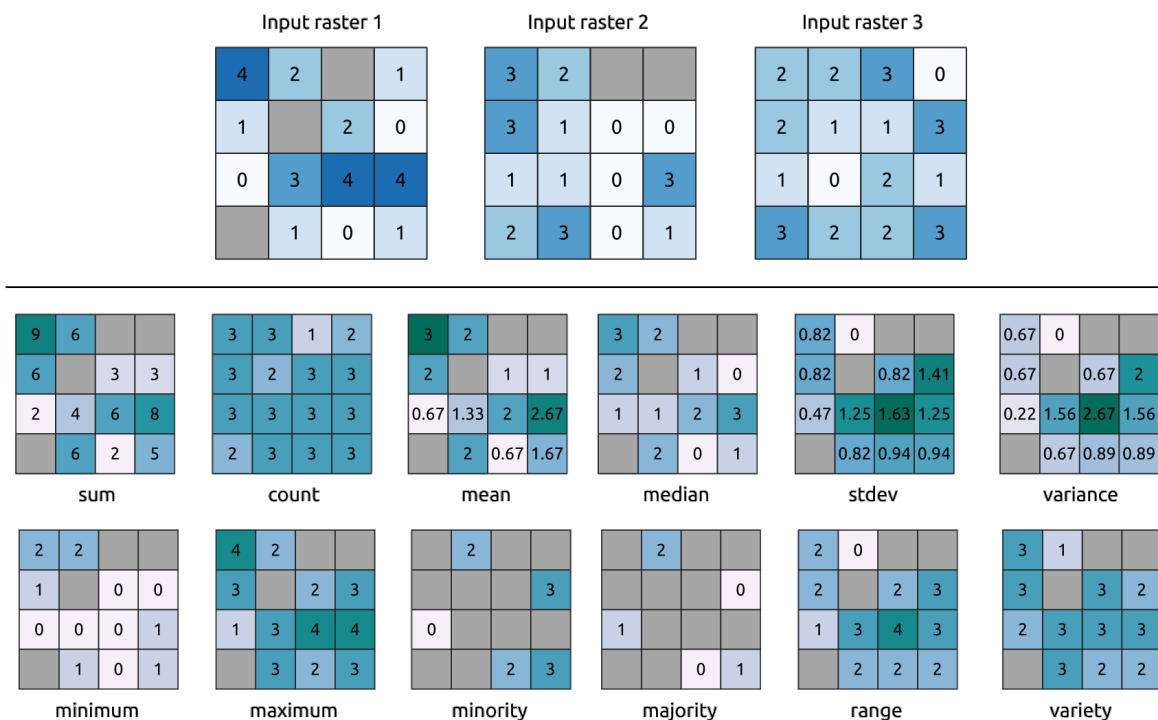 Input raster 1 Input raster 2 Input raster 3
4 2 1 3 2 2 2 3 0
1 2 0 3 1 0 0 2 1 1 3
0 3 4 4 1 1 0 3 1 0 2 1
1 0 1 2 3 0 1 3 2 2 3
9 6 3 3 1 2 3 2 3 2 0.82 0 0.67 0
6 3 3 3 2 3 3 2 1 1 2 1 0 0.82 0.82 1.41 0.67 0.67 2
2 4 6 8 3 3 3 3 0.67 1.33 2 2.67 1 1 2 3 0.47 1.25 1.63 1.25 0.22 1.56 2.67 1.56
6 2 5 2 3 3 3 2 0.67 1.67 2 0 1 0.82 0.94 0.94 0.67 0.89 0.89
sum count mean median stdev variance
2 2 4 2 2 2 2 0 3 1
1 0 0 3 2 3 3 0 2 2 3 3 3 2
0 0 0 1 1 3 4 4 0 1 1 3 4 3 2 3 3 3
1 0 1 3 2 3 2 3 0 1 2 2 2 3 2 2
minimum maximum minority majority range variety